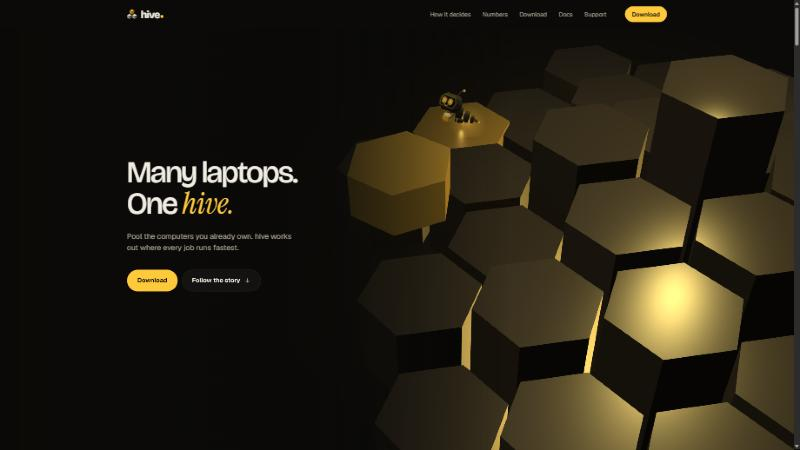 hive.
How it decides
Numbers
Download
Docs
Support
Download
Many laptops.
One hive.
Pool the computers you already own. hive works
out where every job runs fastest.
Download
Follow the story ↓